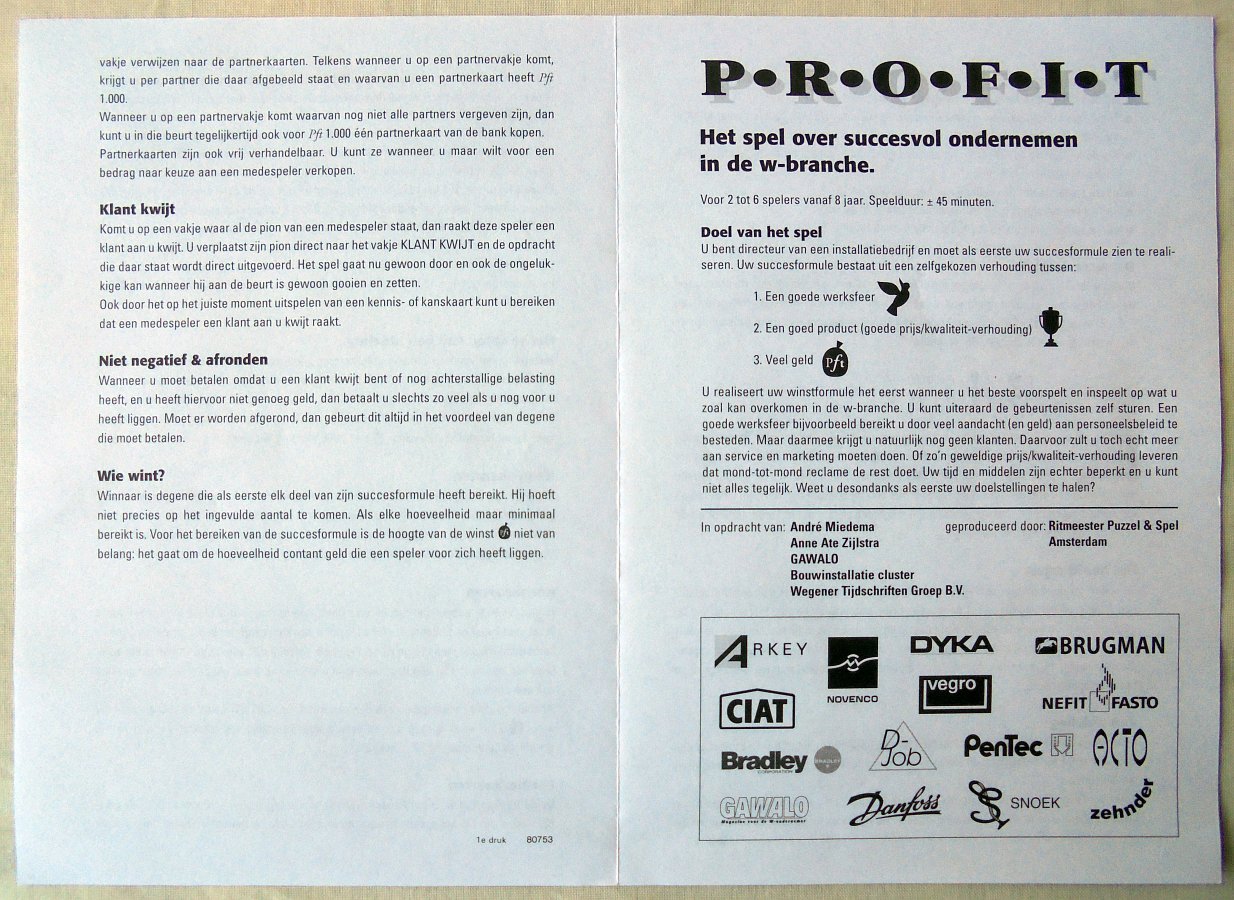 vakje verwijzen naar de partnerkaarten. Telkens wanneer u op een partnervakje komt,
krijgt u per partner die daar afgebeeld staat en waarvan u een partnerkaart heeft Pft
1.000.
Wanneer u op een partnervakje komt waarvan nog niet alle partners vergeven zijn, dan
kunt u in die beurt tegelijkertijd ook voor Pft 1.000 één partnerkaart van de bank kopen.
Partnerkaarten zijn ook vrij verhandelbaar. U kunt ze wanneer u maar wilt voor een
bedrag naar keuze aan een medespeler verkopen.
Klant kwijt
Komt u op een vakje waar al de pion van een medespeler staat, dan raakt deze speler een
klant aan u kwijt. U verplaatst zijn pion direct naar het vakje KLANT KWIJT en de opdracht
die daar staat wordt direct uitgevoerd. Het spel gaat nu gewoon door en ook de ongeluk-
kige kan wanneer hij aan de beurt is gewoon gooien en zetten.
Ook door het op het juiste moment uitspelen van een kennis- of kanskaart kunt u bereiken
dat een medespeler een klant aan u kwijt raakt.
Niet negatief & afronden
Wanneer u moet betalen omdat u een klant kwijt bent of nog achterstallige belasting
heeft, en u heeft hiervoor niet genoeg geld, dan betaalt u slechts zo veel als u nog voor u
heeft liggen. Moet er worden afgerond, dan gebeurt dit altijd in het voordeel van degene
die moet betalen.
Wie wint?
Winnaar is degene die als eerste elk deel van zijn succesformule heeft bereikt. Hij hoeft
niet precies op het ingevulde aantal te komen. Als elke hoeveelheid maar minimaal
bereikt is. Voor het bereiken van de succesformule is de hoogte van de winst Pft niet van
belang: het gaat om de hoeveelheid contant geld die een speler voor zich heeft liggen.
1e druk 80753
P•R•O•F•I•T
Het spel over succesvol ondernemen
in de w-branche.
Voor 2 tot 6 spelers vanaf 8 jaar. Speelduur: ± 45 minuten.
Doel van het spel
U bent directeur van een installatiebedrijf en moet als eerste uw succesformule zien te reali-
seren. Uw succesformule bestaat uit een zelfgekozen verhouding tussen:
1. Een goede werksfeer
2. Een goed product (goede prijs/kwaliteit-verhouding)
3. Veel geld Pft
U realiseert uw winstformule het eerst wanneer u het beste voorspelt en inspeelt op wat u
zoal kan overkomen in de w-branche. U kunt uiteraard de gebeurtenissen zelf sturen. Een
goede werksfeer bijvoorbeeld bereikt u door veel aandacht (en geld) aan personeelsbeleid te
besteden. Maar daarmee krijgt u natuurlijk nog geen klanten. Daarvoor zult u toch echt meer
aan service en marketing moeten doen. Of zo'n geweldige prijs/kwaliteit-verhouding leveren
dat mond-tot-mond reclame de rest doet. Uw tijd en middelen zijn echter beperkt en u kunt
niet alles tegelijk. Weet u desondanks als eerste uw doelstellingen te halen?
In opdracht van: André Miedema geproduceerd door: Ritmeester Puzzel & Spel
Anne Ate Zijlstra Amsterdam
GAWALO
Bouwinstallatie cluster
Wegener Tijdschriften Groep B.V.
ARKEY NOVENCO DYKA BRUGMAN
CIAT vegro NEFIT FASTO
Bradley CORPORATION BRADLEY D-Job PenTec ACTO
GAWALO Magazine voor de W-ondernemer Danfoss SNOEK zehnder